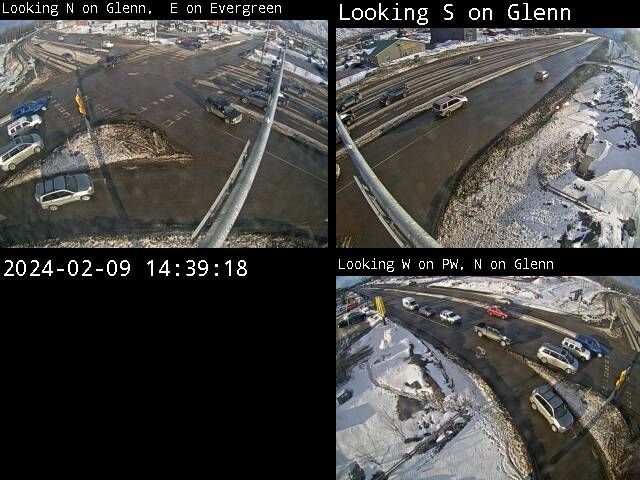 Looking N on Glenn,  E on Evergreen
Looking S on Glenn
2024-02-09 14:39:18
Looking W on PW, N on Glenn